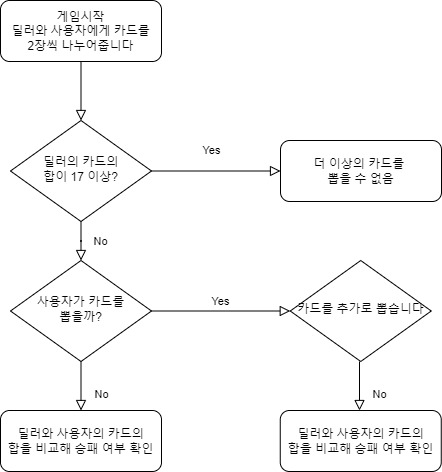 게임시작
딜러와 사용자에게 카드를
2장씩 나누어줍니다
딜러의 카드의
합이 17 이상?
Yes
더 이상의 카드를
뽑을 수 없음
No
사용자가 카드를
뽑을까?
Yes
카드를 추가로 뽑습니다
No
No
딜러와 사용자의 카드의
합을 비교해 승패 여부 확인
딜러와 사용자의 카드의
합을 비교해 승패 여부 확인